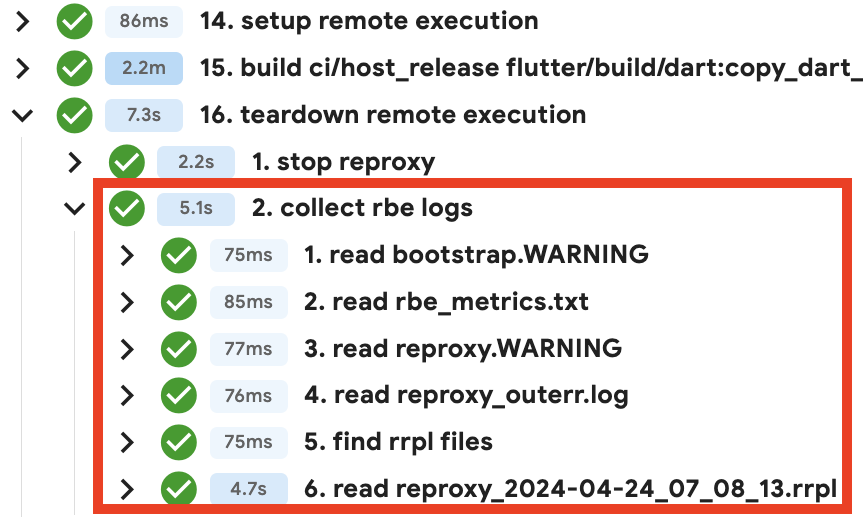 86ms 14. setup remote execution
2.2m 15. build ci/host_release flutter/build/dart:copy_dart_
7.3s 16. teardown remote execution
2.2s 1. stop reproxy
5.1s 2. collect rbe logs
75ms 1. read bootstrap.WARNING
85ms 2. read rbe_metrics.txt
77ms 3. read reproxy.WARNING
76ms 4. read reproxy_outerr.log
75ms 5. find rrpl files
4.7s 6. read reproxy_2024-04-24_07_08_13.rrpl